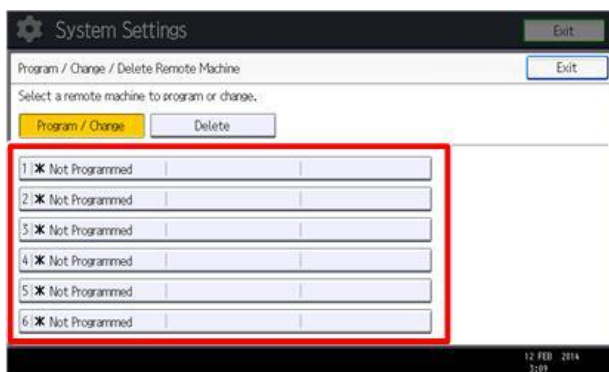 System Settings Exit
Program / Change / Delete Remote Machine Exit
Select a remote machine to program or change.
Program / Change Delete
1 * Not Programmed
2 * Not Programmed
3 * Not Programmed
4 * Not Programmed
5 * Not Programmed
6 * Not Programmed
12 FEB 2014
3:09